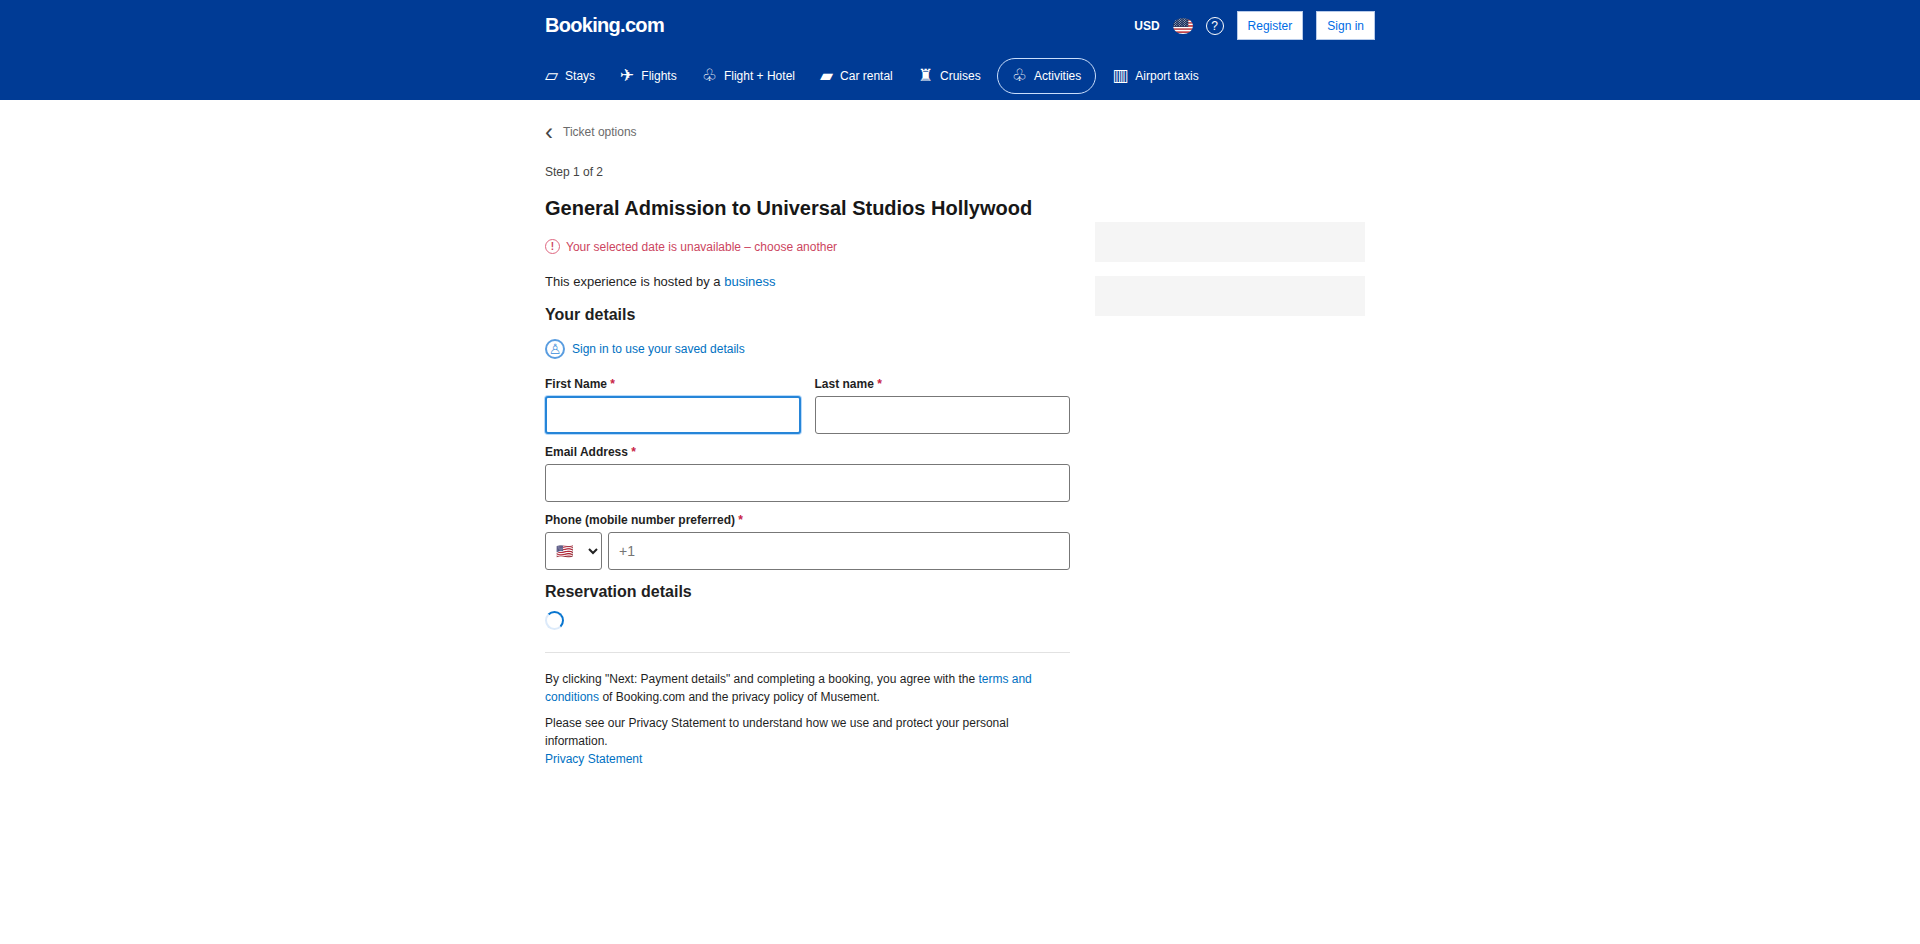 Booking.com
USD
?
Register
Sign in
Stays
Flights
Flight + Hotel
Car rental
Cruises
Activities
Airport taxis
Ticket options
Step 1 of 2
General Admission to Universal Studios Hollywood
! Your selected date is unavailable – choose another
This experience is hosted by a business
Your details
Sign in to use your saved details
First Name *
Last name *
Email Address *
Phone (mobile number preferred) *
+1
Reservation details
By clicking "Next: Payment details" and completing a booking, you agree with the terms and
conditions of Booking.com and the privacy policy of Musement.
Please see our Privacy Statement to understand how we use and protect your personal
information.
Privacy Statement